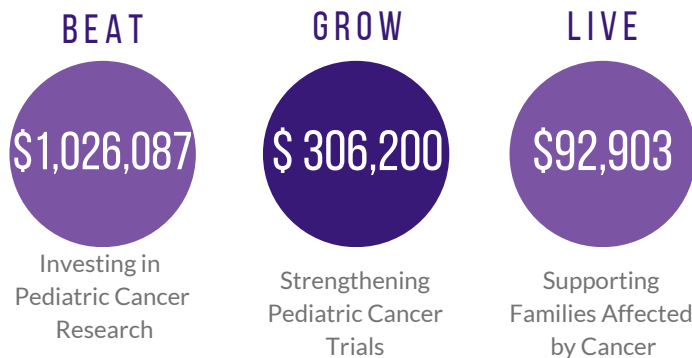 BEAT
$1,026,087
Investing in
Pediatric Cancer
Research
GROW
$ 306,200
Strengthening
Pediatric Cancer
Trials
LIVE
$92,903
Supporting
Families Affected
by Cancer